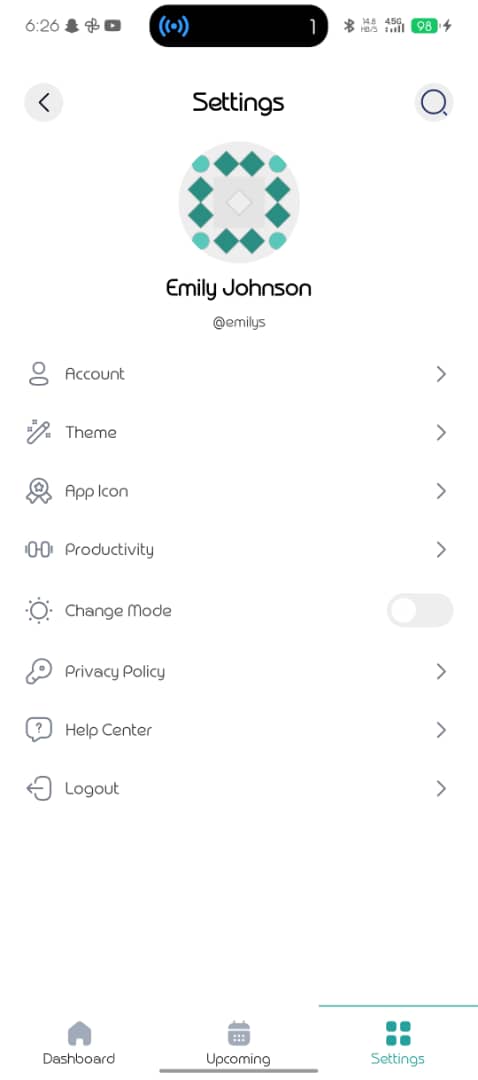 6:26 1 14.8 KB/S 4.5G 98
Settings
Emily Johnson
@emilys
Account
Theme
App Icon
Productivity
Change Mode
Privacy Policy
? Help Center
Logout
Dashboard Upcoming Settings